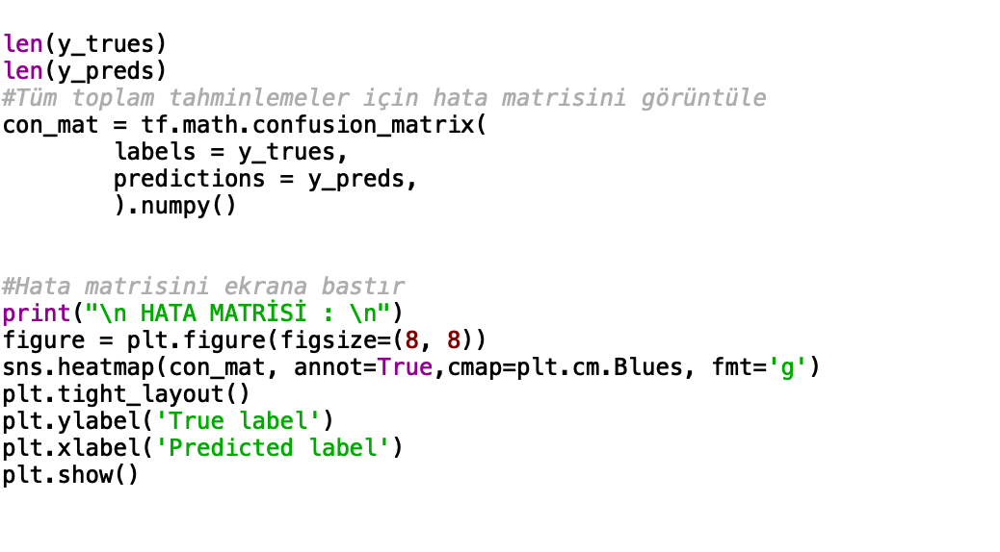 len(y_trues)
len(y_preds)
#Tüm toplam tahminlemeler için hata matrisini görüntüle
con_mat = tf.math.confusion_matrix(
        labels = y_trues,
        predictions = y_preds,
        ).numpy()
#Hata matrisini ekrana bastır
print("\n HATA MATRİSİ : \n")
figure = plt.figure(figsize=(8, 8))
sns.heatmap(con_mat, annot=True,cmap=plt.cm.Blues, fmt='g')
plt.tight_layout()
plt.ylabel('True label')
plt.xlabel('Predicted label')
plt.show()